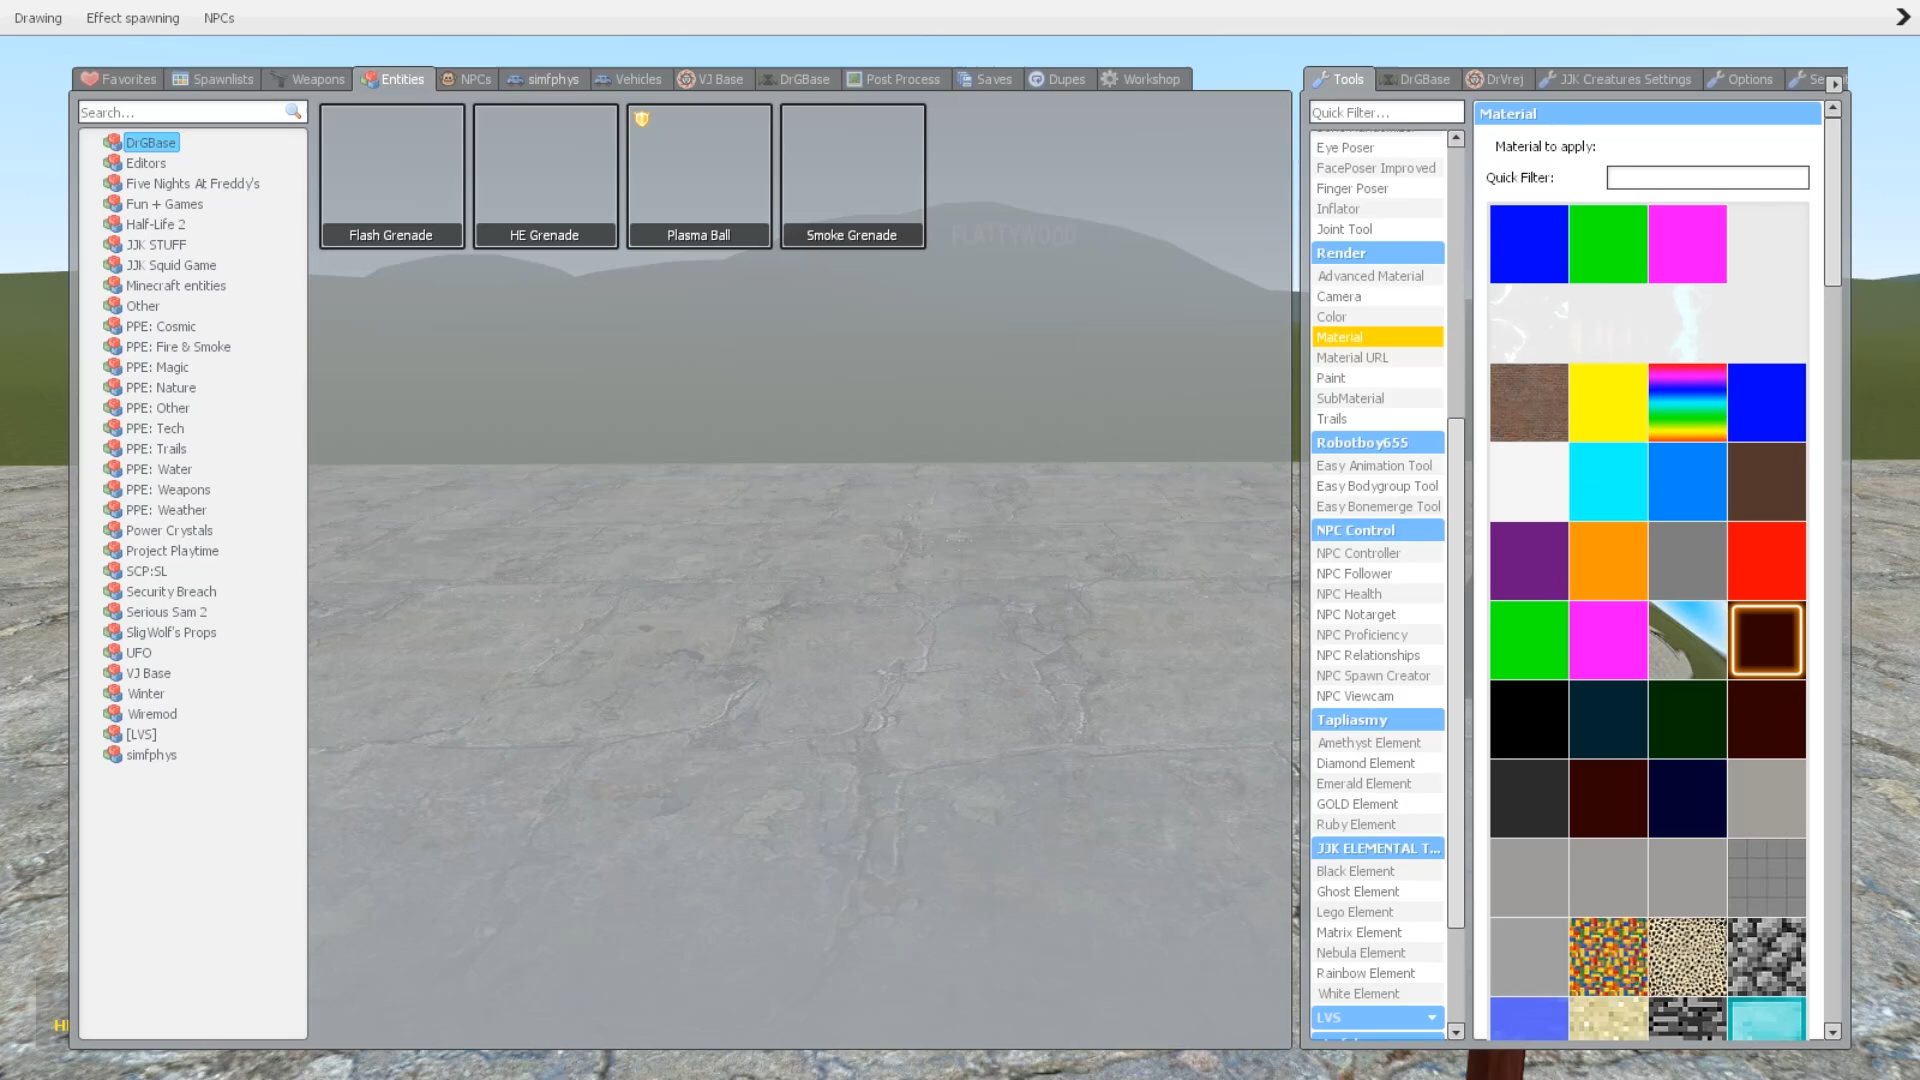 Drawing Effect spawning NPCs
Favorites Spawnlists Weapons Entities NPCs simfphys Vehicles VJ Base DrGBase Post Process Saves Dupes Workshop
Search...
DrGBase
Editors
Five Nights At Freddy's
Fun + Games
Half-Life 2
JJK STUFF
JJK Squid Game
Minecraft entities
Other
PPE: Cosmic
PPE: Fire & Smoke
PPE: Magic
PPE: Nature
PPE: Other
PPE: Tech
PPE: Trails
PPE: Water
PPE: Weapons
PPE: Weather
Power Crystals
Project Playtime
SCP:SL
Security Breach
Serious Sam 2
SligWolf's Props
UFO
VJ Base
Winter
Wiremod
[LVS]
simfphys
Flash Grenade
HE Grenade
Plasma Ball
Smoke Grenade
FLATTYWOOD
Tools DrGBase DrVrej JJK Creatures Settings Options Se
Quick Filter...
Eye Poser
FacePoser Improved
Finger Poser
Inflator
Joint Tool
Render
Advanced Material
Camera
Color
Material
Material URL
Paint
SubMaterial
Trails
Robotboy655
Easy Animation Tool
Easy Bodygroup Tool
Easy Bonemerge Tool
NPC Control
NPC Controller
NPC Follower
NPC Health
NPC Notarget
NPC Proficiency
NPC Relationships
NPC Spawn Creator
NPC Viewcam
Tapliasmy
Amethyst Element
Diamond Element
Emerald Element
GOLD Element
Ruby Element
JJK ELEMENTAL T...
Black Element
Ghost Element
Lego Element
Matrix Element
Nebula Element
Rainbow Element
White Element
LVS
Material
Material to apply:
Quick Filter: